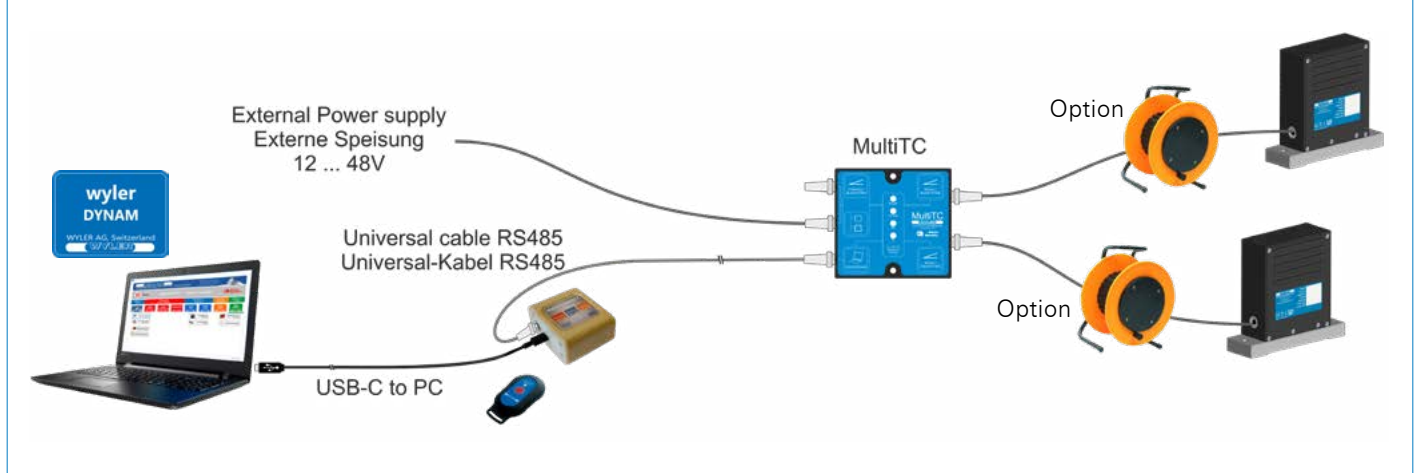 External Power supply
Externe Speisung
12 ... 48V
Option
MultiTC
wyler
DYNAM
WYLER AG, Switzerland
WYLER
MultiTC
Universal cable RS485
Universal-Kabel RS485
Option
USB-C to PC